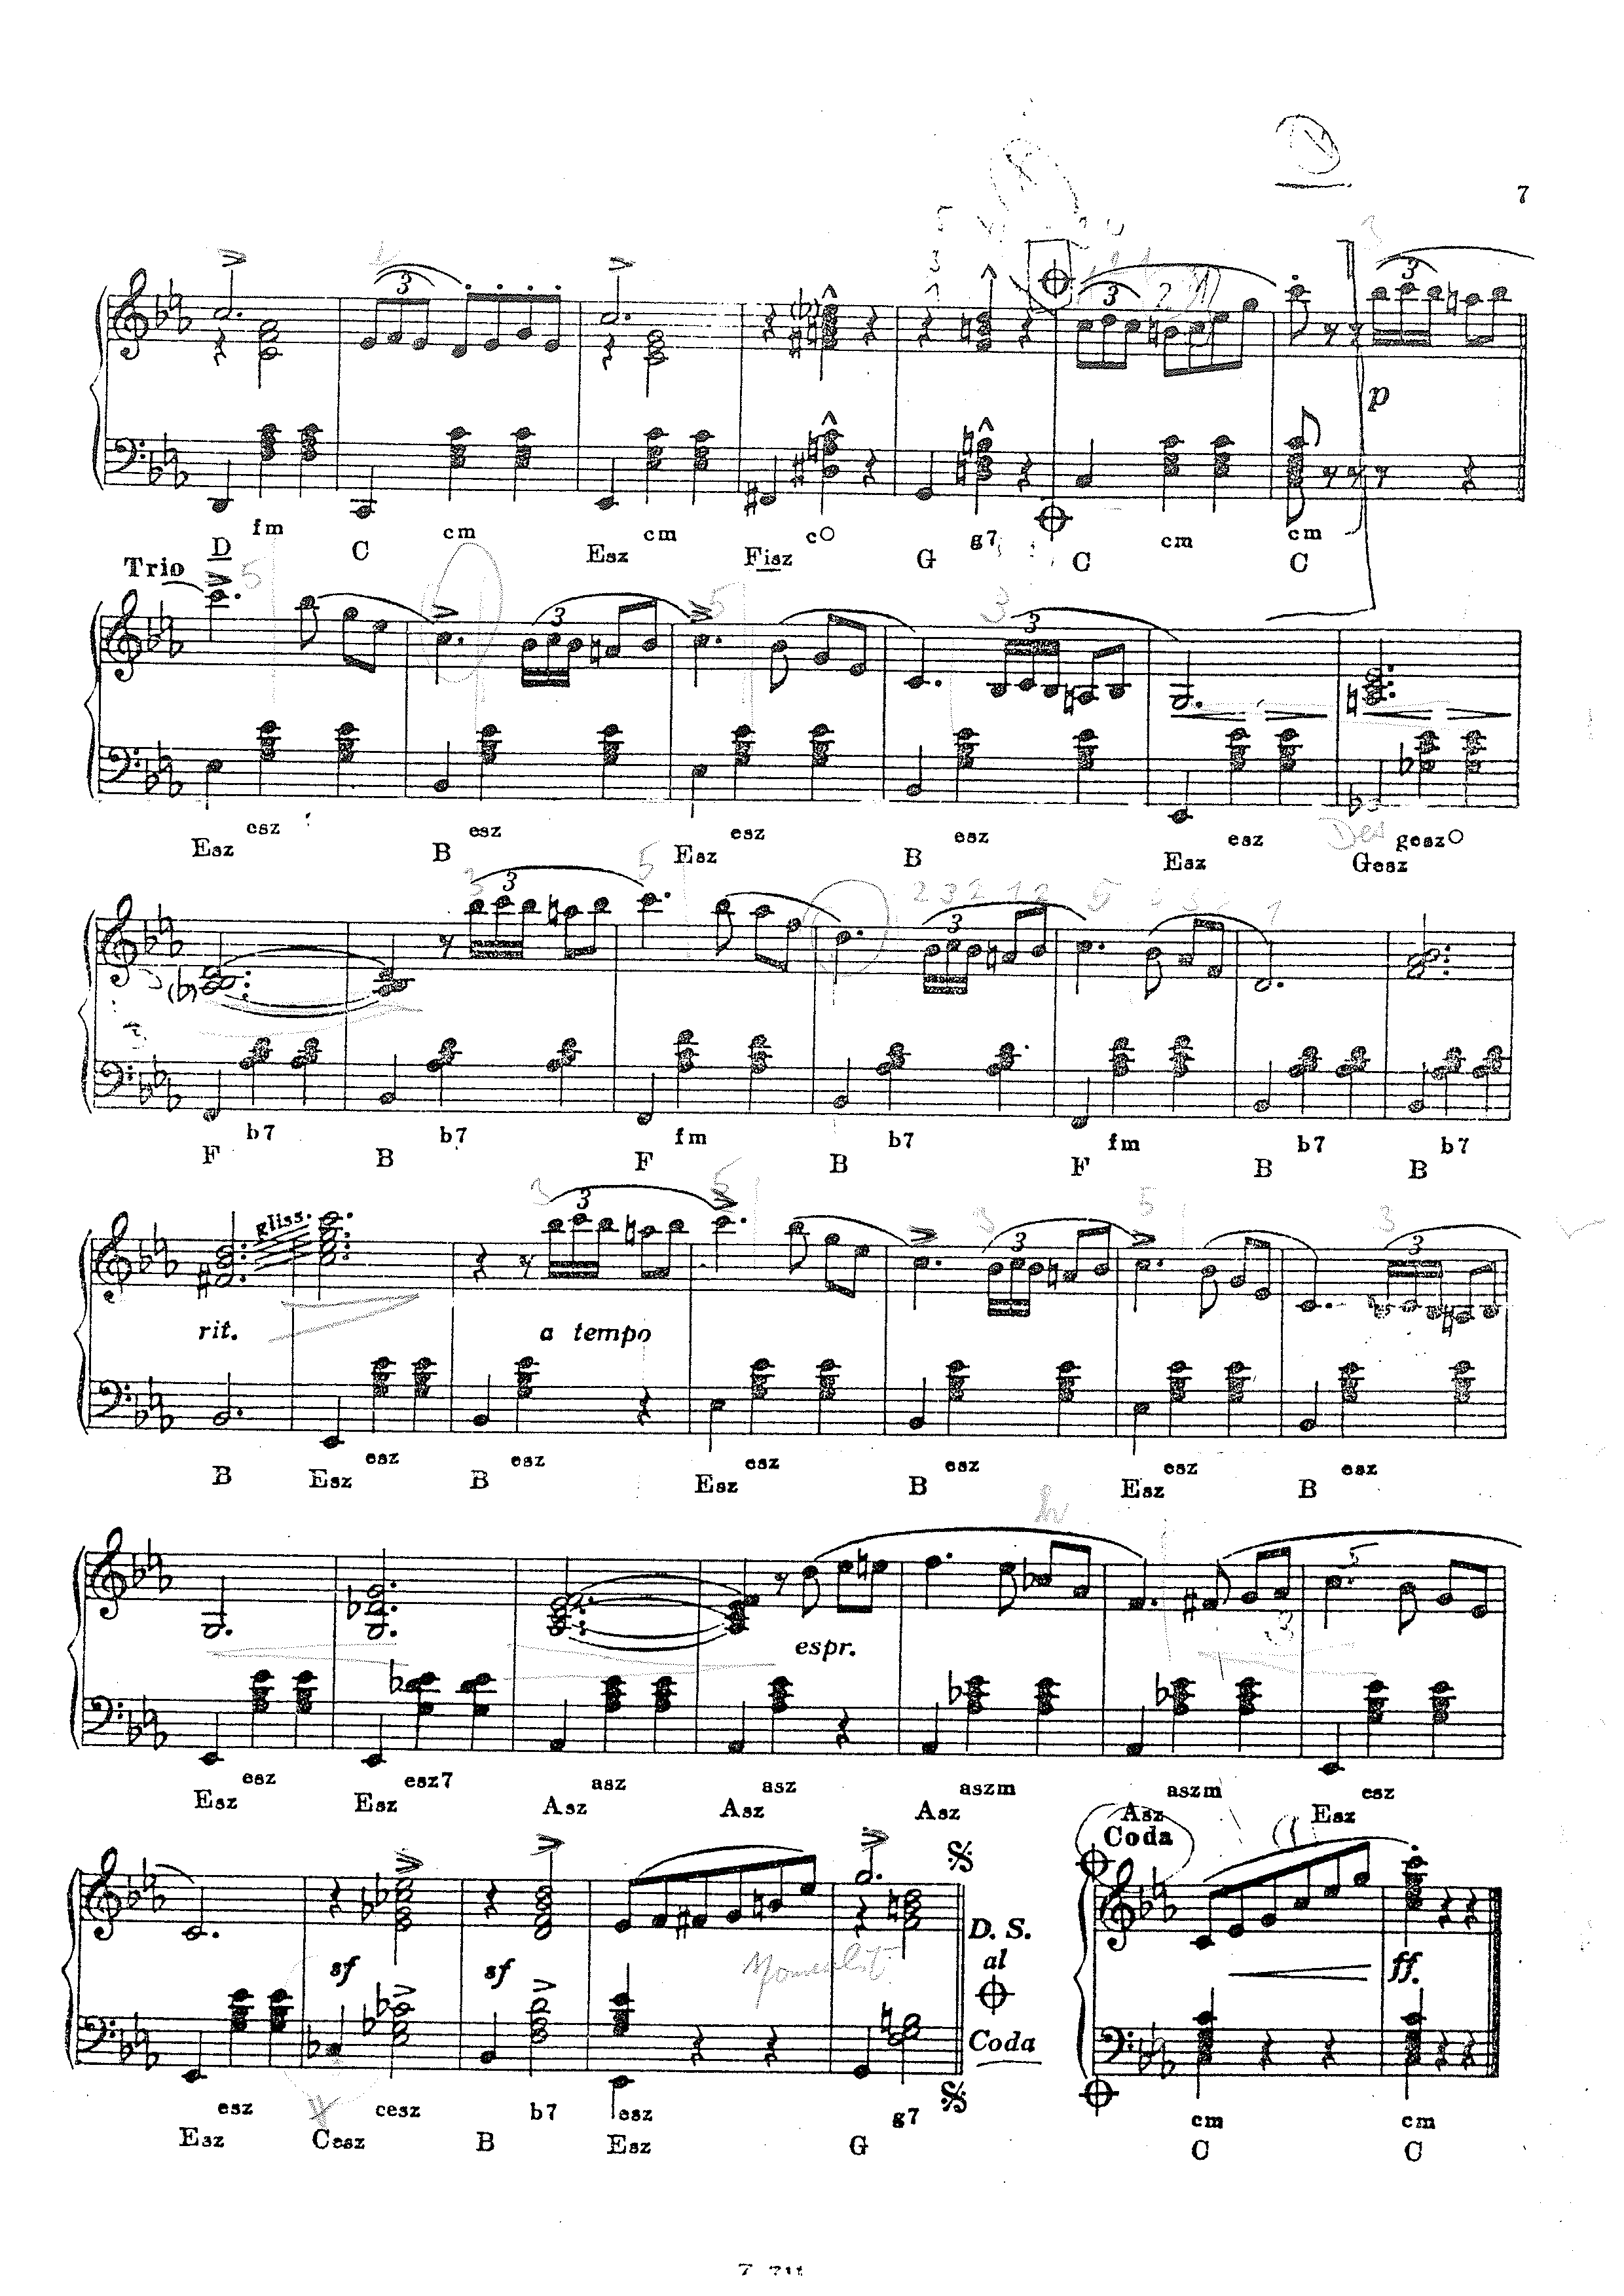 7
3 3 3 3
p
fm cm cm c○ g7 cm cm
D C Esz Fisz G C C
Trio
3 3
esz esz esz esz esz gesz○
Esz B Esz B Esz Des Gesz
3 3
b7 b7 fm b7 fm b7 b7
F B F B F B B
gliss. 3 3 3
rit. a tempo
esz esz esz esz esz esz
B Esz B Esz B Esz B
espr.
esz esz7 asz asz aszm aszm esz
Esz Esz Asz Asz Asz Asz Esz
Coda
sf sf D. S. al Coda ff.
esz cesz b7 esz g7 cm cm
Esz Cesz B Esz G C C